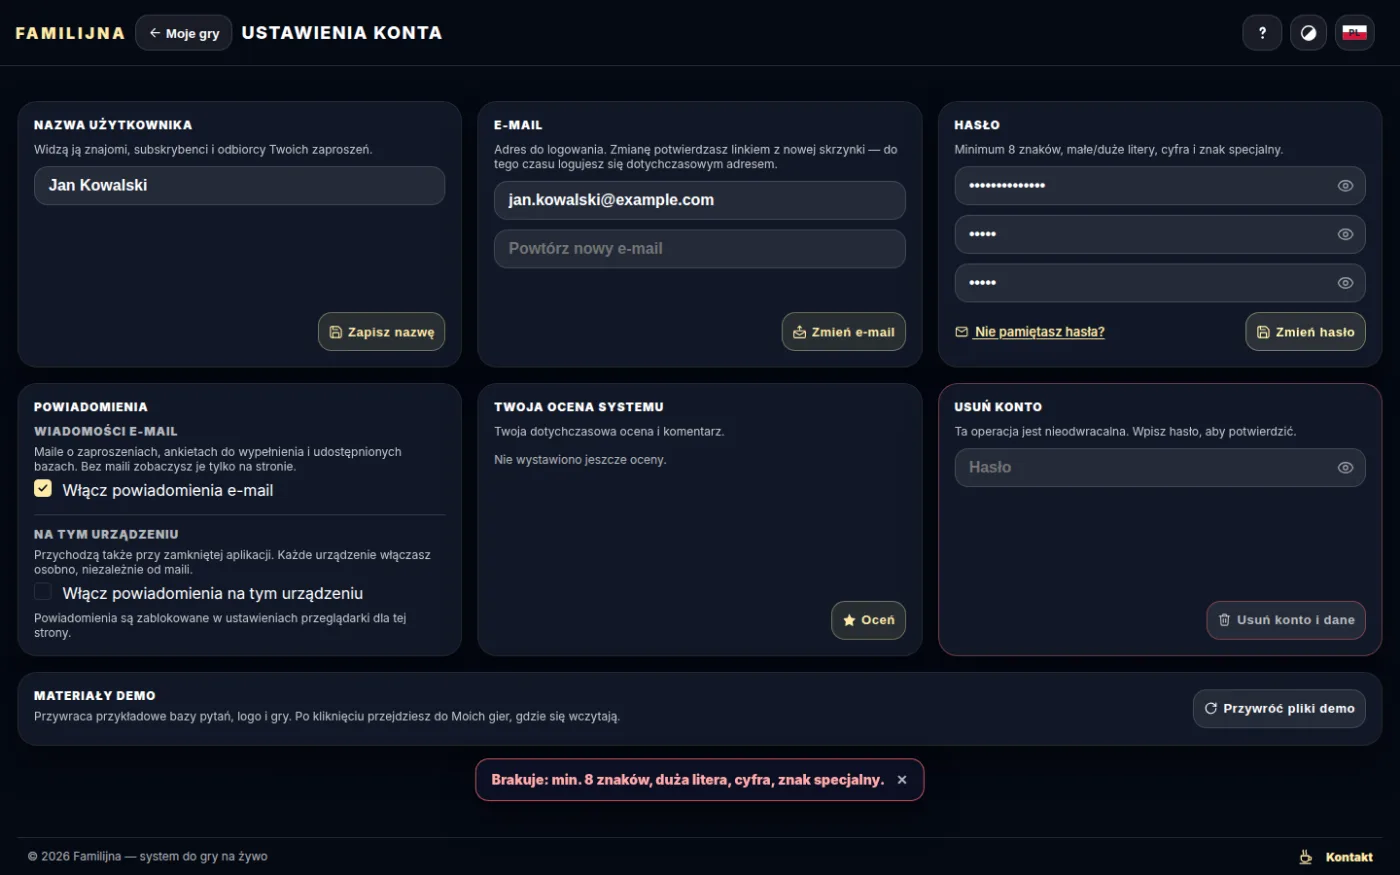 FAMILIJNA
← Moje gry
USTAWIENIA KONTA
?
PL
NAZWA UŻYTKOWNIKA
Widzą ją znajomi, subskrybenci i odbiorcy Twoich zaproszeń.
Jan Kowalski
Zapisz nazwę
E-MAIL
Adres do logowania. Zmianę potwierdzasz linkiem z nowej skrzynki — do
tego czasu logujesz się dotychczasowym adresem.
jan.kowalski@example.com
Powtórz nowy e-mail
Zmień e-mail
HASŁO
Minimum 8 znaków, małe/duże litery, cyfra i znak specjalny.
••••••••••••••
•••••
•••••
Nie pamiętasz hasła?
Zmień hasło
POWIADOMIENIA
WIADOMOŚCI E-MAIL
Maile o zaproszeniach, ankietach do wypełnienia i udostępnionych
bazach. Bez maili zobaczysz je tylko na stronie.
Włącz powiadomienia e-mail
NA TYM URZĄDZENIU
Przychodzą także przy zamkniętej aplikacji. Każde urządzenie włączasz
osobno, niezależnie od maili.
Włącz powiadomienia na tym urządzeniu
Powiadomienia są zablokowane w ustawieniach przeglądarki dla tej
strony.
TWOJA OCENA SYSTEMU
Twoja dotychczasowa ocena i komentarz.
Nie wystawiono jeszcze oceny.
Oceń
USUŃ KONTO
Ta operacja jest nieodwracalna. Wpisz hasło, aby potwierdzić.
Hasło
Usuń konto i dane
MATERIAŁY DEMO
Przywraca przykładowe bazy pytań, logo i gry. Po kliknięciu przejdziesz do Moich gier, gdzie się wczytają.
Przywróć pliki demo
Brakuje: min. 8 znaków, duża litera, cyfra, znak specjalny. ×
© 2026 Familijna — system do gry na żywo
Kontakt